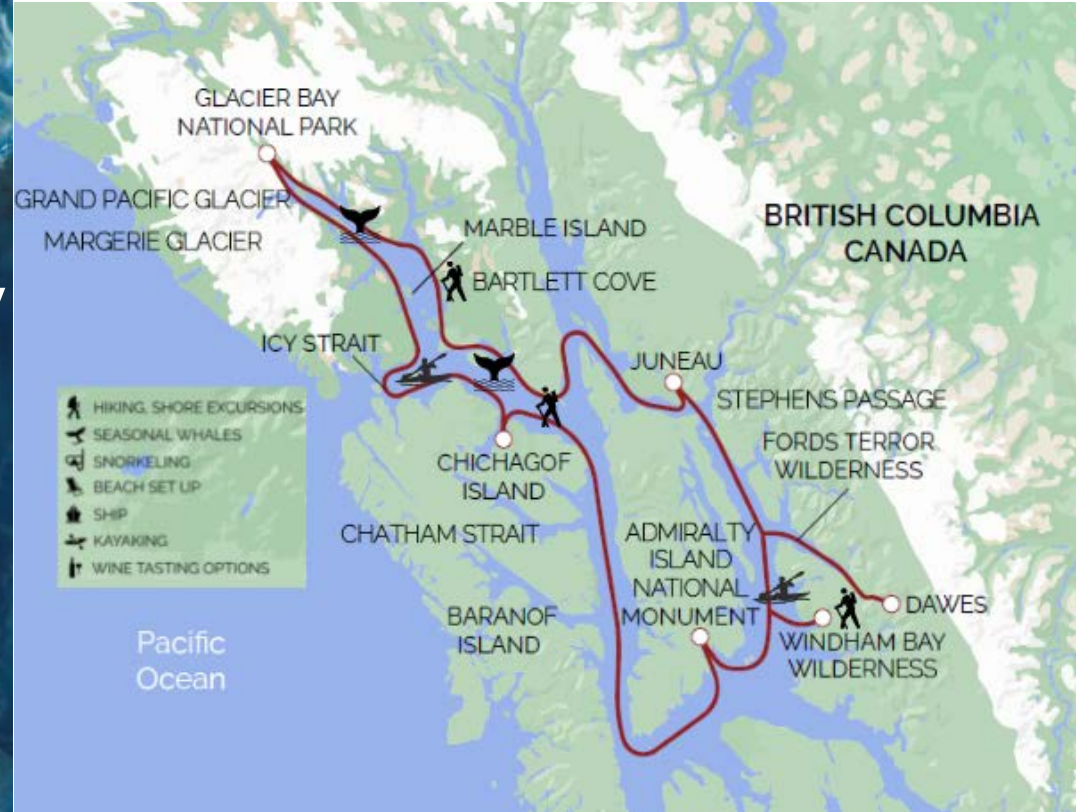 GLACIER BAY
NATIONAL PARK
GRAND PACIFIC GLACIER
MARGERIE GLACIER
MARBLE ISLAND
BARTLETT COVE
BRITISH COLUMBIA
CANADA
ICY STRAIT
JUNEAU
STEPHENS PASSAGE
FORDS TERROR
WILDERNESS
HIKING, SHORE EXCURSIONS
SEASONAL WHALES
SNORKELING
BEACH SET UP
SHIP
KAYAKING
WINE TASTING OPTIONS
CHICHAGOF
ISLAND
CHATHAM STRAIT
ADMIRALTY
ISLAND
NATIONAL
MONUMENT
BARANOF
ISLAND
DAWES
WINDHAM BAY
WILDERNESS
Pacific
Ocean